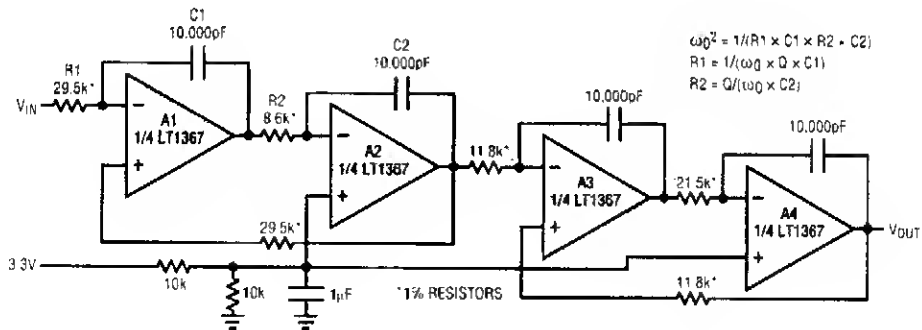 C1
10,000pF
R1
29.5k*
VIN
A1
1/4 LT1367
C2
10,000pF
R2
8.6k*
A2
1/4 LT1367
29.5k*
ω0² = 1/(R1 × C1 × R2 × C2)
R1 = 1/(ω0 × Q × C1)
R2 = Q/(ω0 × C2)
10,000pF
11.8k*
A3
1/4 LT1367
10,000pF
21.5k*
A4
1/4 LT1367
VOUT
11.8k*
3.3V
10k
10k
1µF
*1% RESISTORS